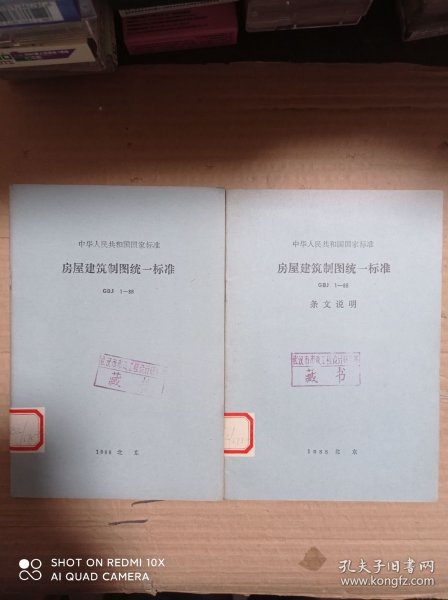 中华人民共和国国家标准
房屋建筑制图统一标准
GBJ 1—86
藏 书
1986 北 京
中华人民共和国国家标准
房屋建筑制图统一标准
GBJ 1—86
条文说明
藏 书
1986 北 京
SHOT ON REDMI 10X
AI QUAD CAMERA
孔夫子旧书网
www.kongfz.com